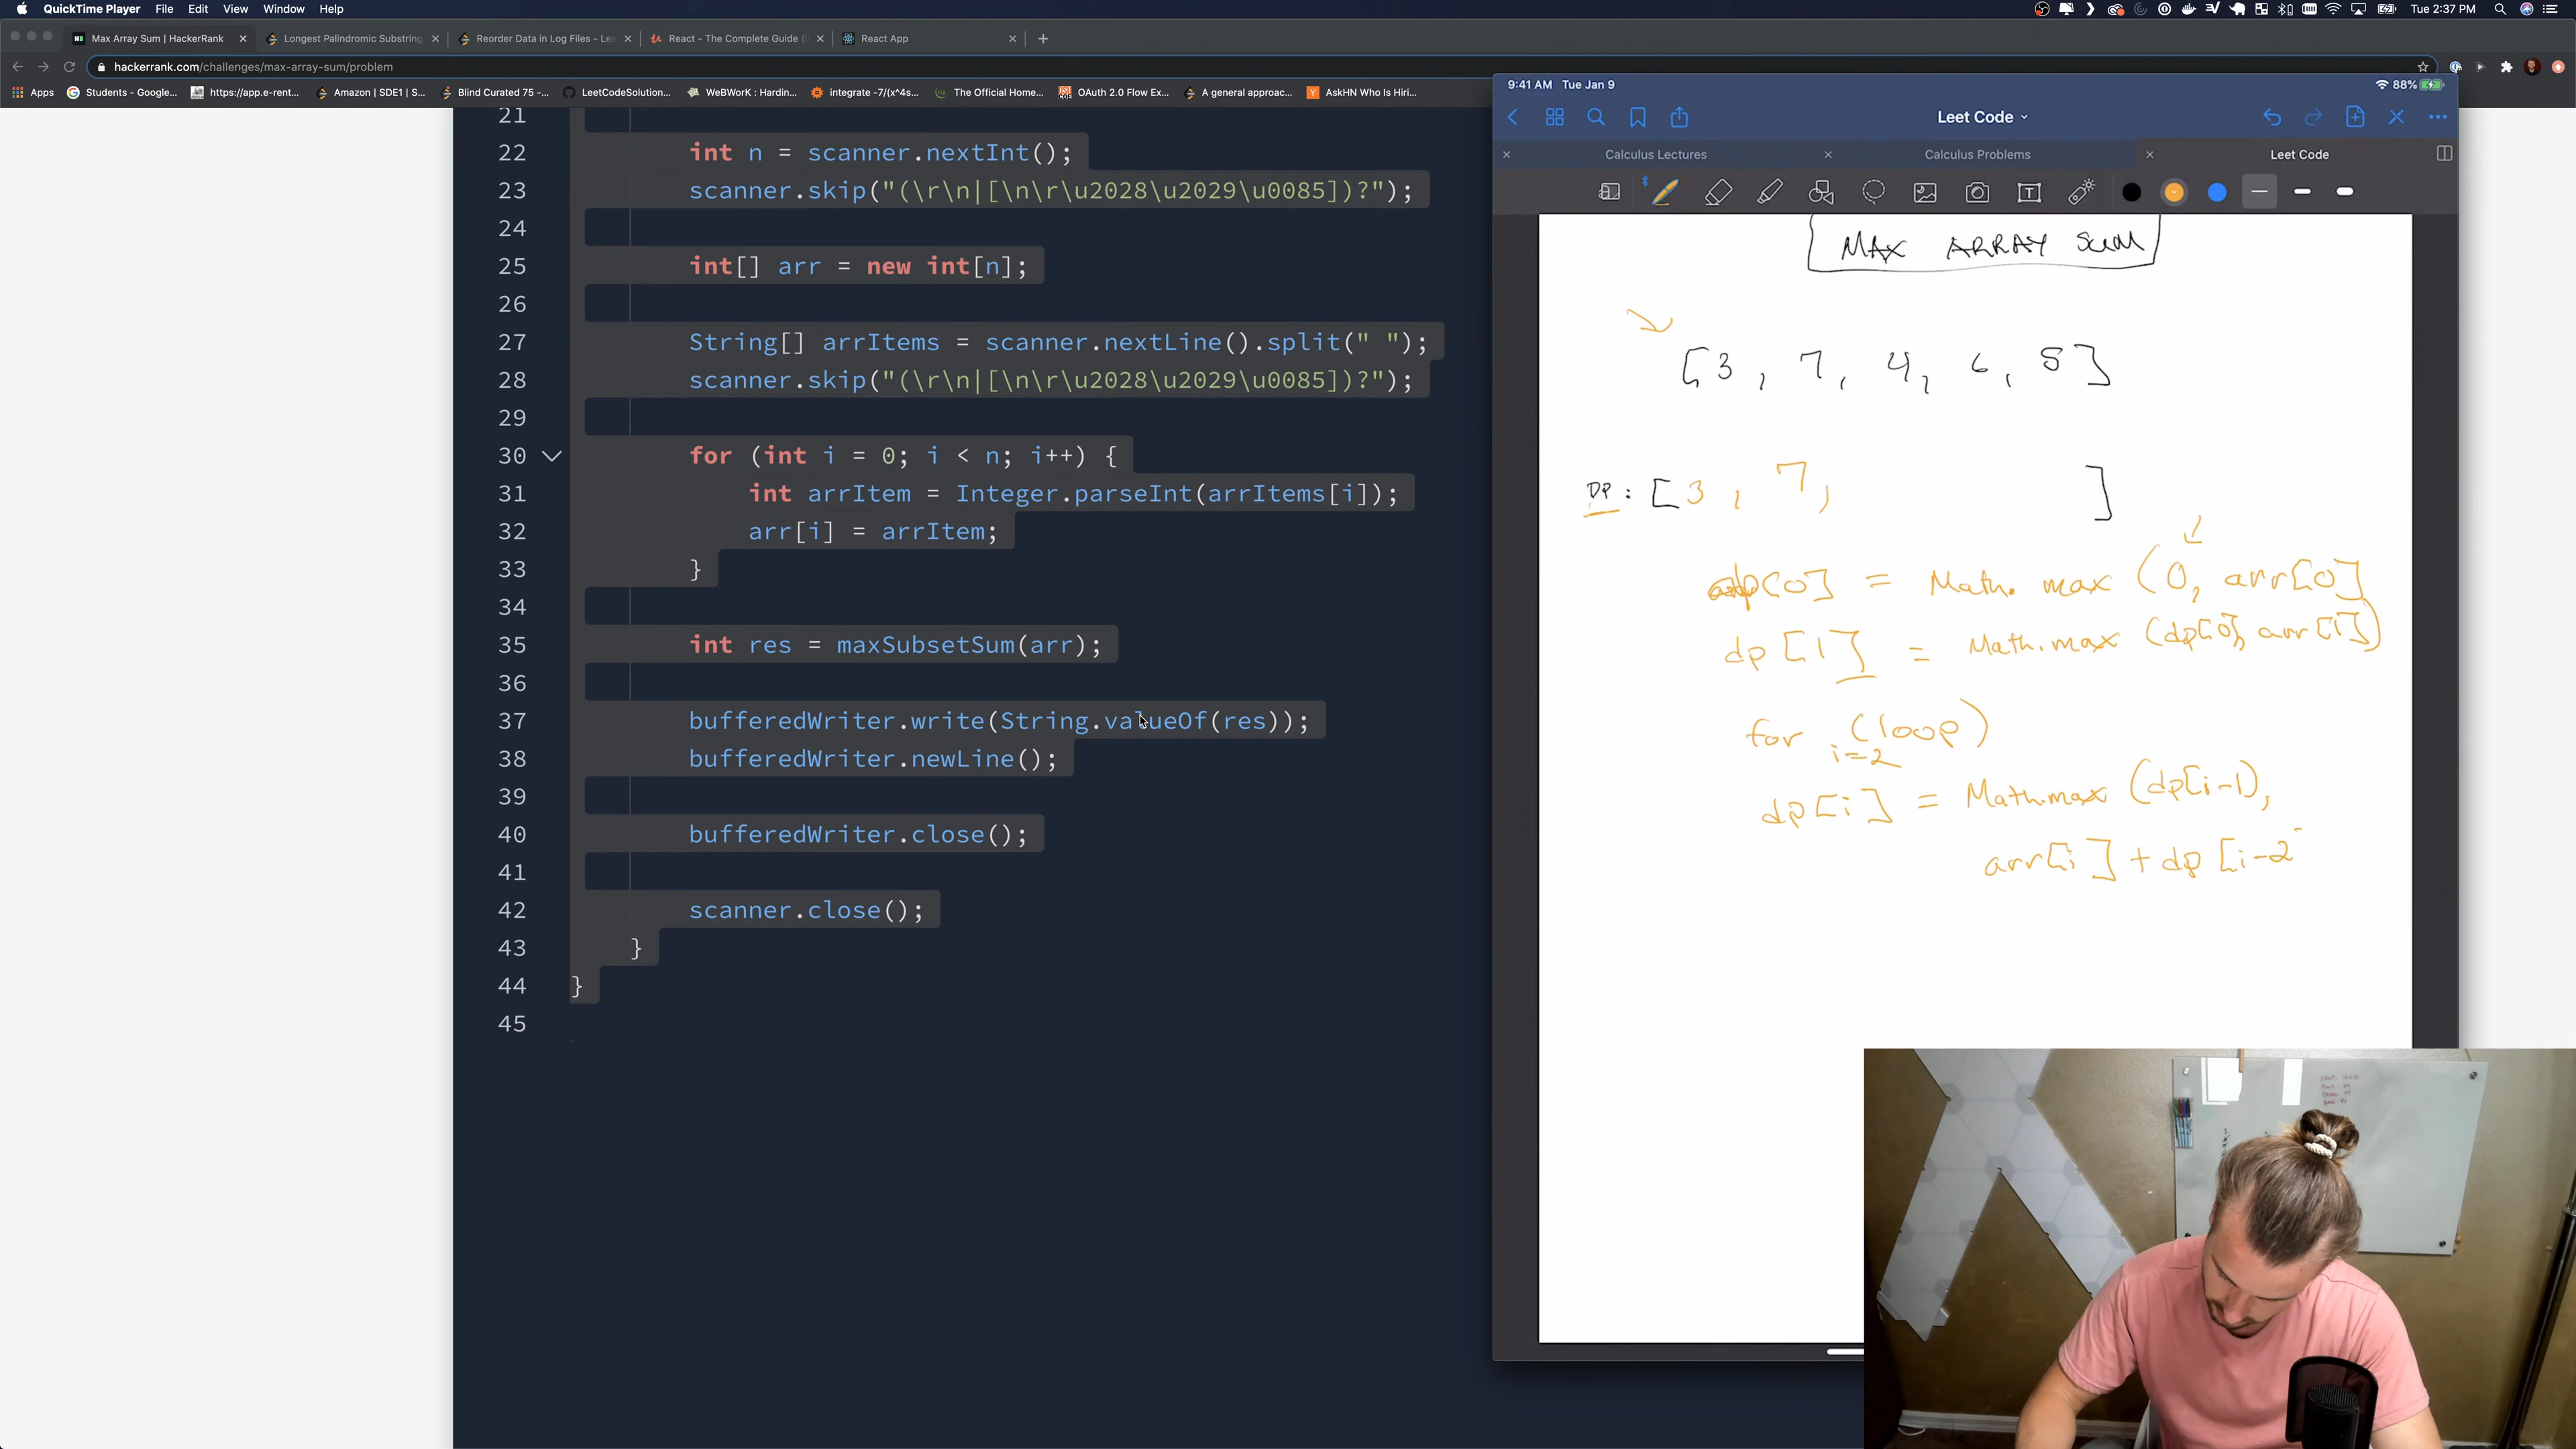 QuickTime Player File Edit View Window Help Tue 2:37 PM
Max Array Sum | HackerRank Longest Palindromic Substring Reorder Data in Log Files - Lee React - The Complete Guide (i React App
hackerrank.com/challenges/max-array-sum/problem
Apps Students - Google... https://app.e-rent... Amazon | SDE1 | S... Blind Curated 75 -... LeetCodeSolution... WeBWorK : Hardin... integrate -7/(x^4s... The Official Home... OAuth 2.0 Flow Ex... A general approac... AskHN Who Is Hiri...
21
22 int n = scanner.nextInt();
23 scanner.skip("(\r\n|[\n\r\u2028\u2029\u0085])?");
24
25 int[] arr = new int[n];
26
27 String[] arrItems = scanner.nextLine().split(" ");
28 scanner.skip("(\r\n|[\n\r\u2028\u2029\u0085])?");
29
30 for (int i = 0; i < n; i++) {
31 int arrItem = Integer.parseInt(arrItems[i]);
32 arr[i] = arrItem;
33 }
34
35 int res = maxSubsetSum(arr);
36
37 bufferedWriter.write(String.valueOf(res));
38 bufferedWriter.newLine();
39
40 bufferedWriter.close();
41
42 scanner.close();
43 }
44 }
45
9:41 AM Tue Jan 9 88%
Leet Code
Calculus Lectures Calculus Problems Leet Code
MAX ARRAY SUM
[3, 7, 4, 6, 5]
DP: [3, 7, ]
dp[0] = Math. max (0, arr[0]
dp [1] = Math.max (dp[0], arr[i])
for (loop)
i=2
dp[i] = Math.max (dp[i-1),
arr[i] + dp [i-2